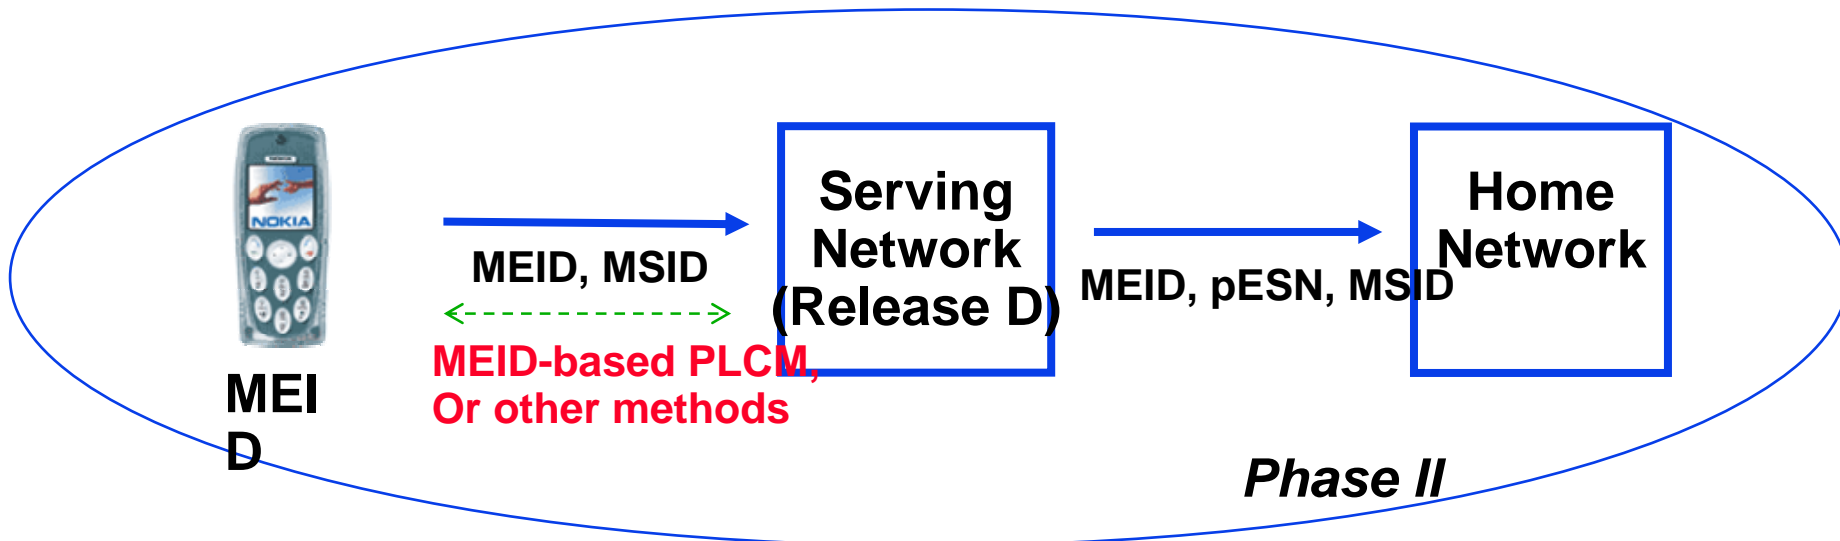 NOKIA
MEI
D
MEID, MSID
MEID-based PLCM,
Or other methods
Serving
Network
(Release D)
MEID, pESN, MSID
Home
Network
Phase II